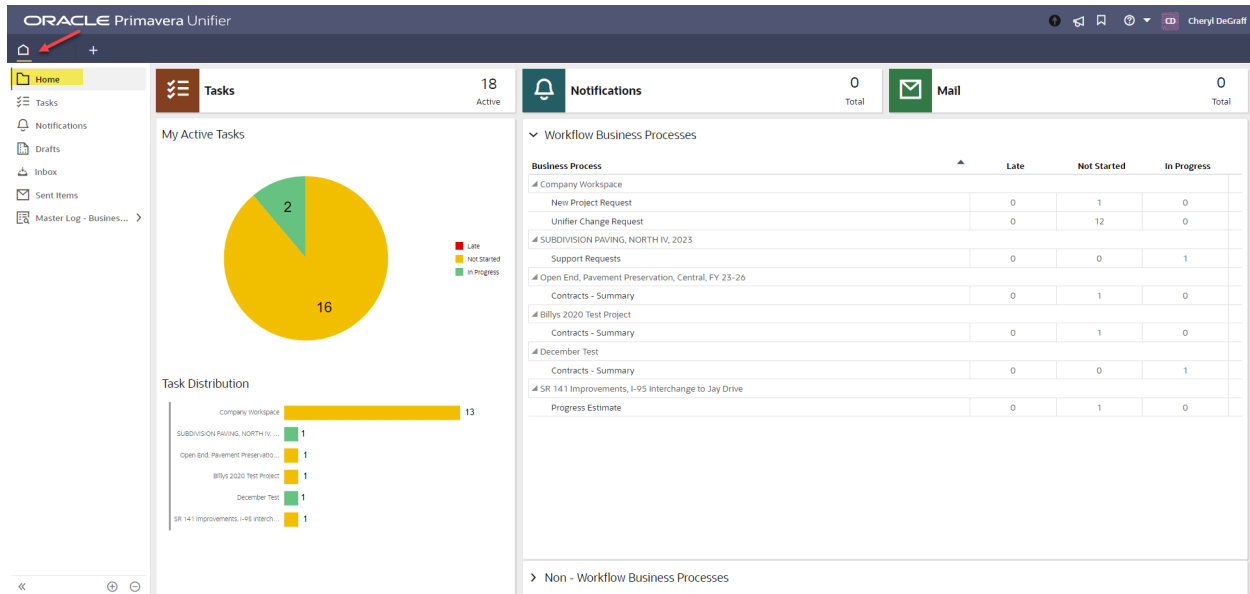 ORACLE Primavera Unifier
CD Cheryl DeGraff
+
Home
Tasks
Notifications
Drafts
Inbox
Sent Items
Master Log - Busines...
Tasks
18
Active
Notifications
0
Total
Mail
0
Total
My Active Tasks
2
16
Late
Not Started
In Progress
Task Distribution
Company Workspace 13
SUBDIVISION PAVING, NORTH IV, ... 1
Open End, Pavement Preservatio... 1
Billys 2020 Test Project 1
December Test 1
SR 141 Improvements, I-95 Interch... 1
Workflow Business Processes
Business Process Late Not Started In Progress
Company Workspace
New Project Request 0 1 0
Unifier Change Request 0 12 0
SUBDIVISION PAVING, NORTH IV, 2023
Support Requests 0 0 1
Open End, Pavement Preservation, Central, FY 23-26
Contracts - Summary 0 1 0
Billys 2020 Test Project
Contracts - Summary 0 1 0
December Test
Contracts - Summary 0 0 1
SR 141 Improvements, I-95 Interchange to Jay Drive
Progress Estimate 0 1 0
Non - Workflow Business Processes